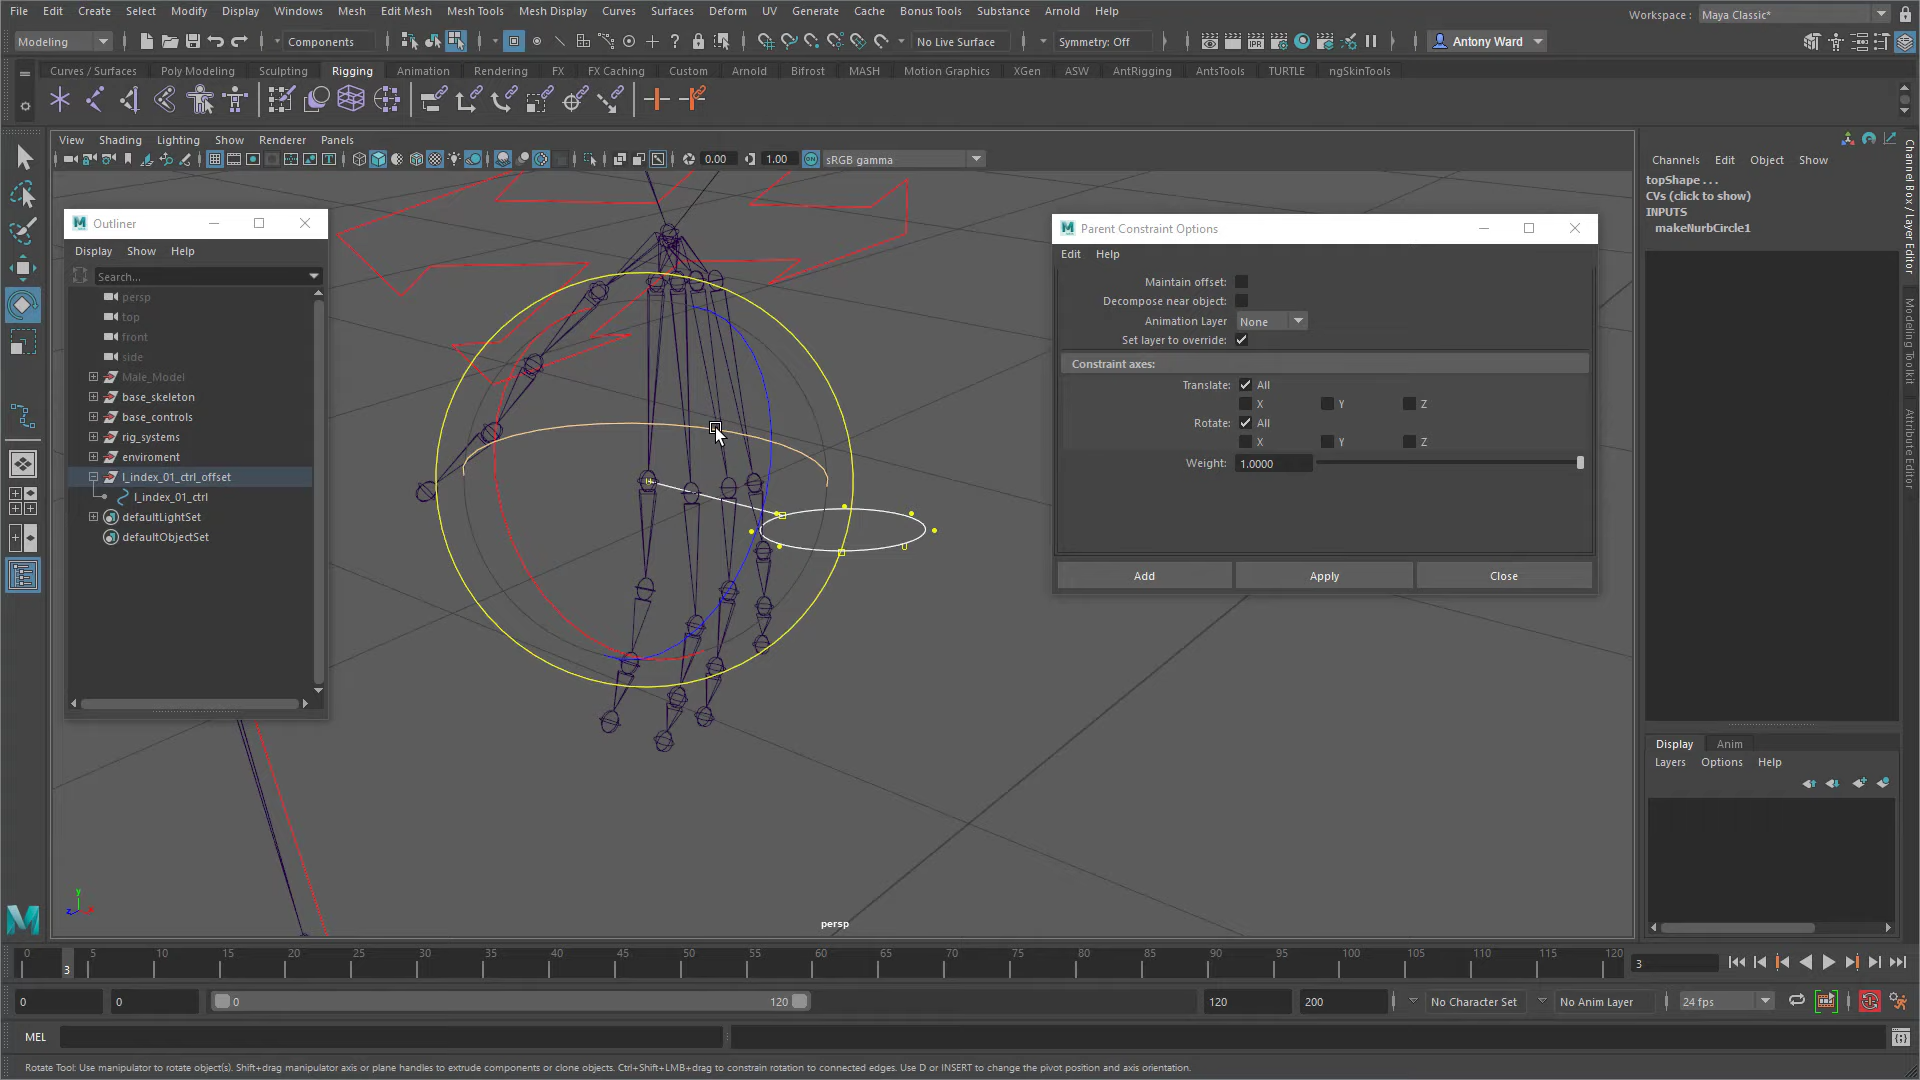 File Edit Create Select Modify Display Windows Mesh Edit Mesh Mesh Tools Mesh Display Curves Surfaces Deform UV Generate Cache Bonus Tools Substance Arnold Help
Workspace : Maya Classic*
Modeling Components No Live Surface Symmetry: Off Antony Ward
Curves / Surfaces Poly Modeling Sculpting Rigging Animation Rendering FX FX Caching Custom Arnold Bifrost MASH Motion Graphics XGen ASW AntRigging AntsTools TURTLE ngSkinTools
View Shading Lighting Show Renderer Panels
0.00 1.00 sRGB gamma
Outliner
Display Show Help
Search...
persp
top
front
side
Male_Model
base_skeleton
base_controls
rig_systems
enviroment
l_index_01_ctrl_offset
l_index_01_ctrl
defaultLightSet
defaultObjectSet
Parent Constraint Options
Edit Help
Maintain offset:
Decompose near object:
Animation Layer None
Set layer to override:
Constraint axes:
Translate: All
X Y Z
Rotate: All
X Y Z
Weight: 1.0000
Add Apply Close
Channels Edit Object Show
topShape . . .
CVs (click to show)
INPUTS
makeNurbCircle1
Channel Box / Layer Editor
Modeling Toolkit
Attribute Editor
Display Anim
Layers Options Help
y
z
persp
0 5 10 15 20 25 30 35 40 45 50 55 60 65 70 75 80 85 90 95 100 105 110 115 120
3
3
0 0 0 120 120 200 No Character Set No Anim Layer 24 fps
MEL
Rotate Tool: Use manipulator to rotate object(s). Shift+drag manipulator axis or plane handles to extrude components or clone objects. Ctrl+Shift+LMB+drag to constrain rotation to connected edges. Use D or INSERT to change the pivot position and axis orientation.